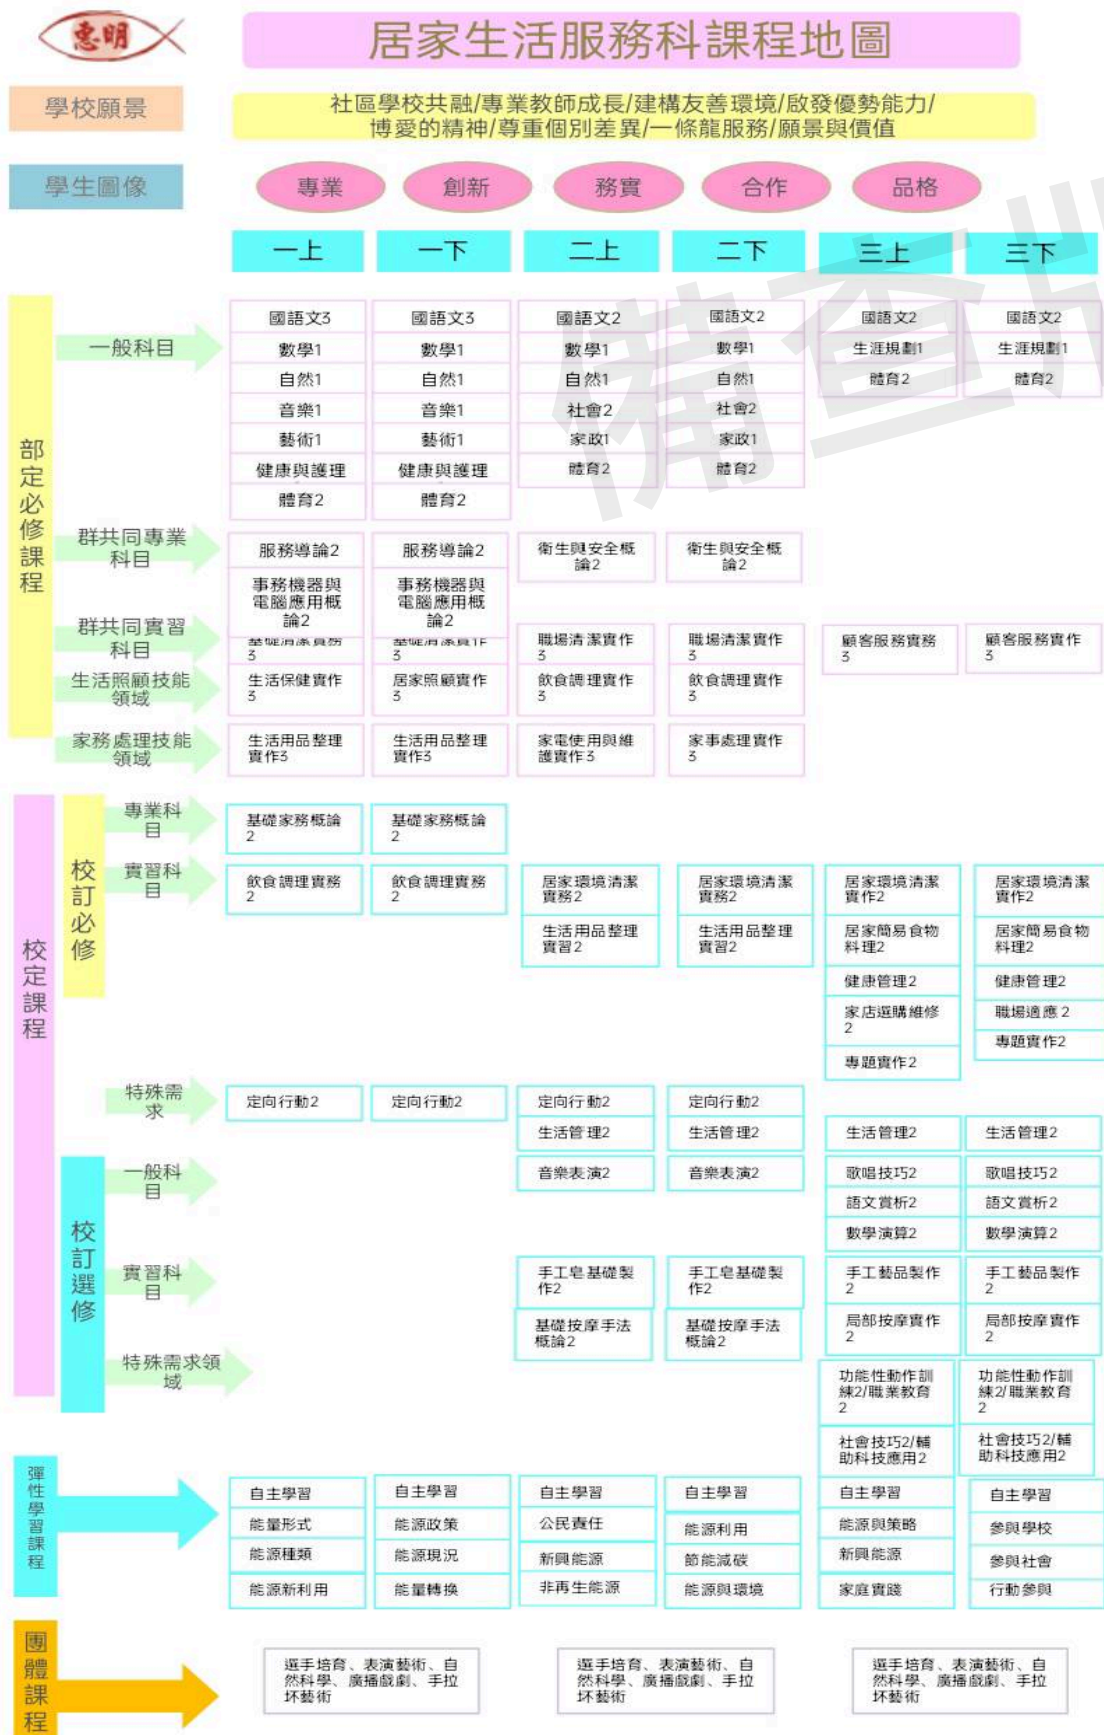 惠明
居家生活服務科課程地圖
學校願景
社區學校共融/專業教師成長/建構友善環境/啟發優勢能力/
博愛的精神/尊重個別差異/一條龍服務/願景與價值
學生圖像
專業
創新
務實
合作
品格
一上
一下
二上
二下
三上
三下
部定必修課程
一般科目
國語文3
國語文3
國語文2
國語文2
國語文2
國語文2
數學1
數學1
數學1
數學1
生涯規劃1
生涯規劃1
自然1
自然1
自然1
自然1
體育2
體育2
音樂1
音樂1
社會2
社會2
藝術1
藝術1
家政1
家政1
健康與護理
健康與護理
體育2
體育2
體育2
體育2
群共同專業
科目
服務導論2
服務導論2
衛生與安全概
論2
衛生與安全概
論2
事務機器與
電腦應用概
論2
事務機器與
電腦應用概
論2
群共同實習
科目
基礎清潔實務
3
基礎清潔實作
3
職場清潔實作
3
職場清潔實作
3
顧客服務實務
3
顧客服務實作
3
生活照顧技能
領域
生活保健實作
3
居家照顧實作
3
飲食調理實作
3
飲食調理實作
3
家務處理技能
領域
生活用品整理
實作3
生活用品整理
實作3
家電使用與維
護實作3
家事處理實作
3
校定課程
校訂必修
專業科
目
基礎家務概論
2
基礎家務概論
2
實習科
目
飲食調理實務
2
飲食調理實務
2
居家環境清潔
實務2
居家環境清潔
實務2
居家環境清潔
實作2
居家環境清潔
實作2
生活用品整理
實習2
生活用品整理
實習2
居家簡易食物
料理2
居家簡易食物
料理2
健康管理2
健康管理2
家店選購維修
2
職場適應2
專題實作2
專題實作2
特殊需
求
定向行動2
定向行動2
定向行動2
定向行動2
生活管理2
生活管理2
生活管理2
生活管理2
校訂選修
一般科
目
音樂表演2
音樂表演2
歌唱技巧2
歌唱技巧2
語文賞析2
語文賞析2
數學演算2
數學演算2
實習科
目
手工皂基礎製
作2
手工皂基礎製
作2
手工藝品製作
2
手工藝品製作
2
基礎按摩手法
概論2
基礎按摩手法
概論2
局部按摩實作
2
局部按摩實作
2
特殊需求領
域
功能性動作訓
練2/職業教育
2
功能性動作訓
練2/職業教育
2
社會技巧2/輔
助科技應用2
社會技巧2/輔
助科技應用2
彈性學習課程
自主學習
自主學習
自主學習
自主學習
自主學習
自主學習
能量形式
能源政策
公民責任
能源利用
能源與策略
參與學校
能源種類
能源現況
新興能源
節能減碳
新興能源
參與社會
能源新利用
能量轉換
非再生能源
能源與環境
家庭實踐
行動參與
團體課程
選手培育、表演藝術、自
然科學、廣播戲劇、手拉
坏藝術
選手培育、表演藝術、自
然科學、廣播戲劇、手拉
坏藝術
選手培育、表演藝術、自
然科學、廣播戲劇、手拉
坏藝術
備查